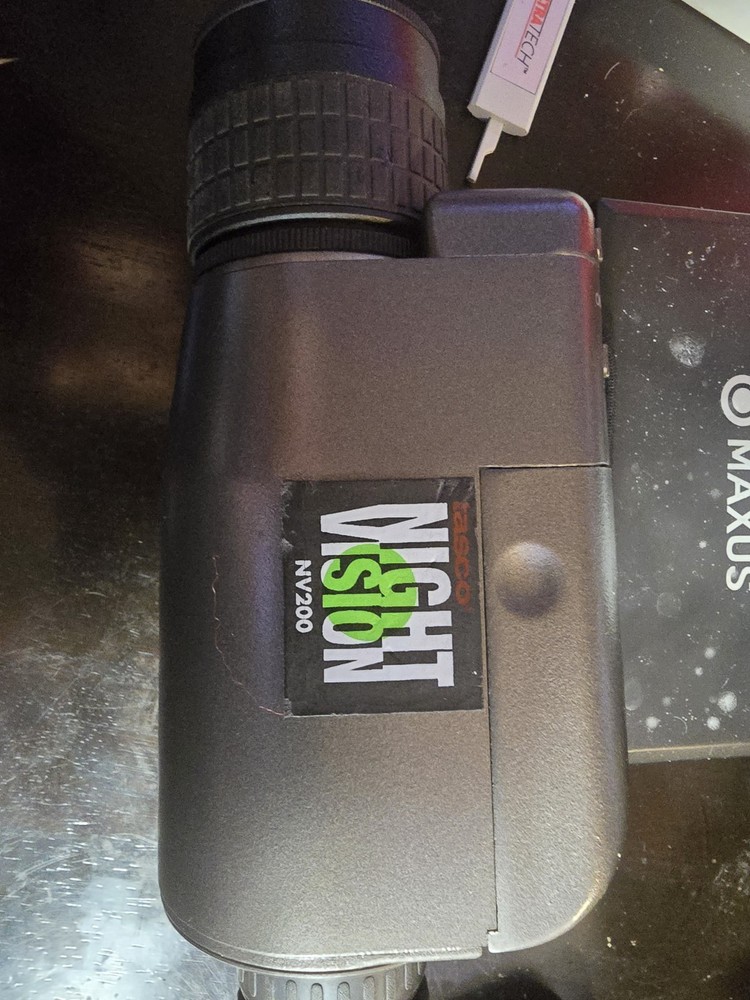 tasco
NIGHT
VISION
NV200
MAXUS